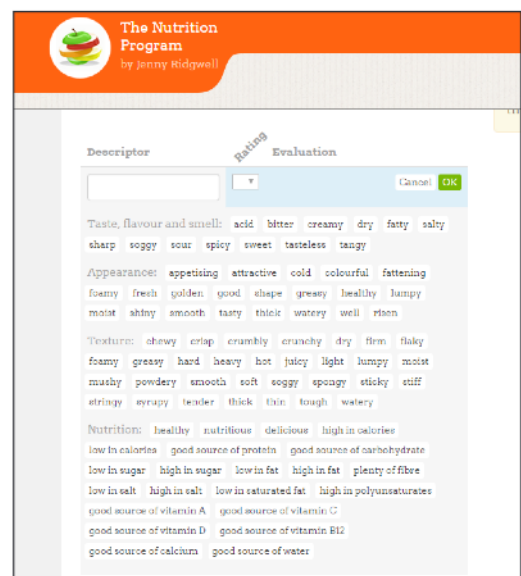 The Nutrition
Program
by Jenny Ridgwell
Descriptor Rating Evaluation
Cancel OK
Taste, flavour and smell: acid bitter creamy dry fatty salty
sharp soggy sour spicy sweet tasteless tangy
Appearance: appetising attractive cold colourful fattening
foamy fresh golden good shape greasy healthy lumpy
moist shiny smooth tasty thick watery well risen
Texture: chewy crisp crumbly crunchy dry firm flaky
foamy greasy hard heavy hot juicy light lumpy moist
mushy powdery smooth soft soggy spongy sticky stiff
stringy syrupy tender thick thin tough watery
Nutrition: healthy nutritious delicious high in calories
low in calories good source of protein good source of carbohydrate
low in sugar high in sugar low in fat high in fat plenty of fibre
low in salt high in salt low in saturated fat high in polyunsaturates
good source of vitamin A good source of vitamin C
good source of vitamin D good source of vitamin B12
good source of calcium good source of water